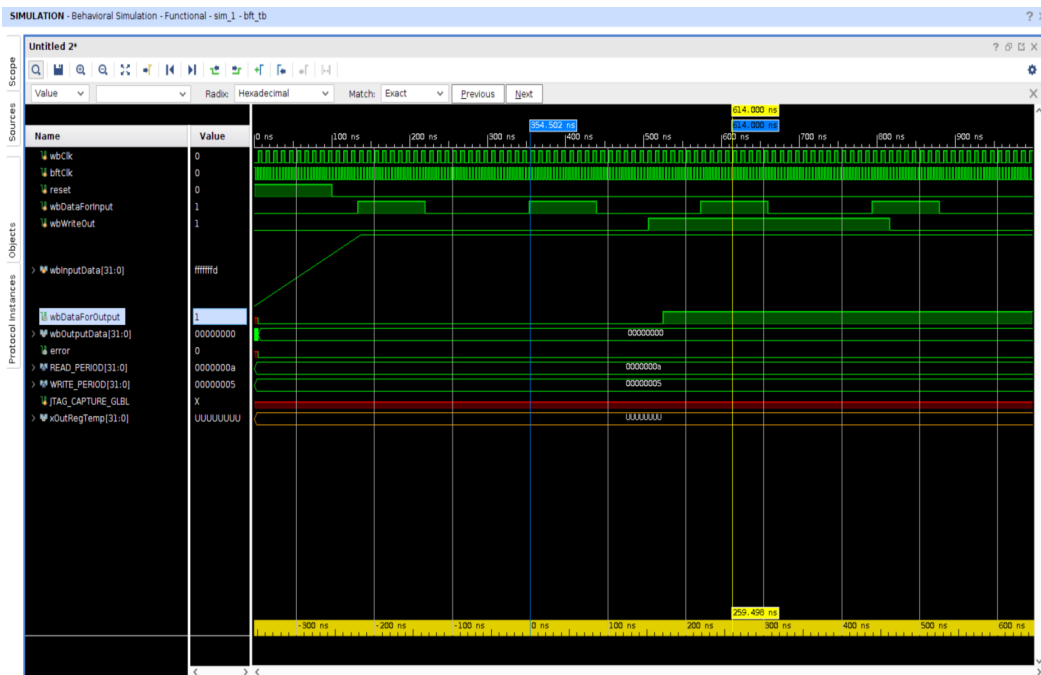 SIMULATION - Behavioral Simulation - Functional - sim_1 - bft_tb ?
Scope
Sources
Objects
Protocol Instances
Untitled 2*
Value Radix: Hexadecimal Match: Exact Previous Next
614.000 ns
354.502 ns 614.000 ns
Name Value 0 ns 100 ns 200 ns 300 ns 400 ns 500 ns 600 ns 700 ns 800 ns 900 ns
wbClk 0
bftClk 0
reset 0
wbDataForInput 1
wbWriteOut 1
wbInputData[31:0] fffffffd
wbDataForOutput 1
wbOutputData[31:0] 00000000 00000000
error 0
READ_PERIOD[31:0] 0000000a 0000000a
WRITE_PERIOD[31:0] 00000005 00000005
JTAG_CAPTURE_GLBL X
xOutRegTemp[31:0] UUUUUUUU UUUUUUUU
259.498 ns
-300 ns -200 ns -100 ns 0 ns 100 ns 200 ns 300 ns 400 ns 500 ns 600 ns